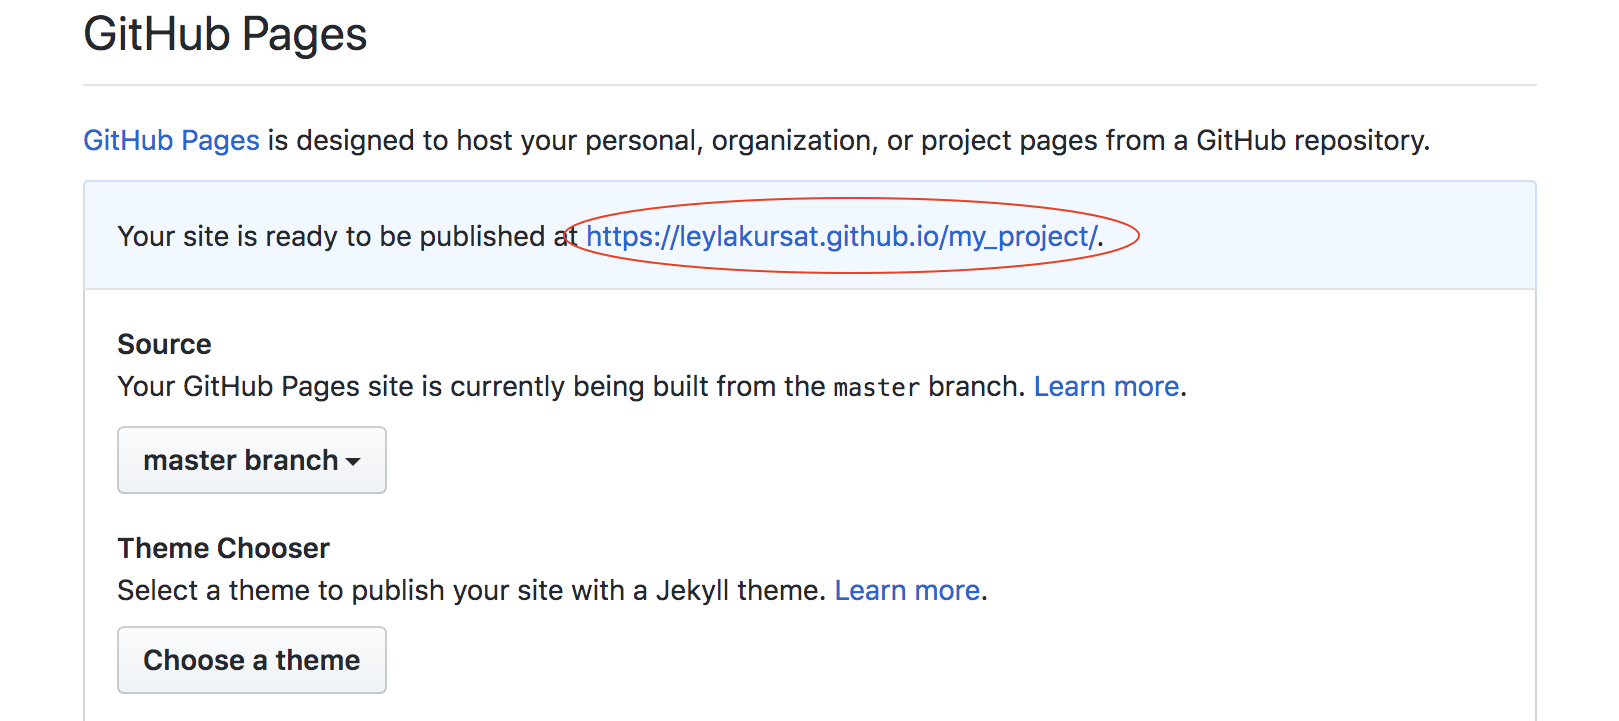 GitHub Pages
GitHub Pages is designed to host your personal, organization, or project pages from a GitHub repository.
Your site is ready to be published at https://leylakursat.github.io/my_project/.
Source
Your GitHub Pages site is currently being built from the master branch. Learn more.
master branch
Theme Chooser
Select a theme to publish your site with a Jekyll theme. Learn more.
Choose a theme